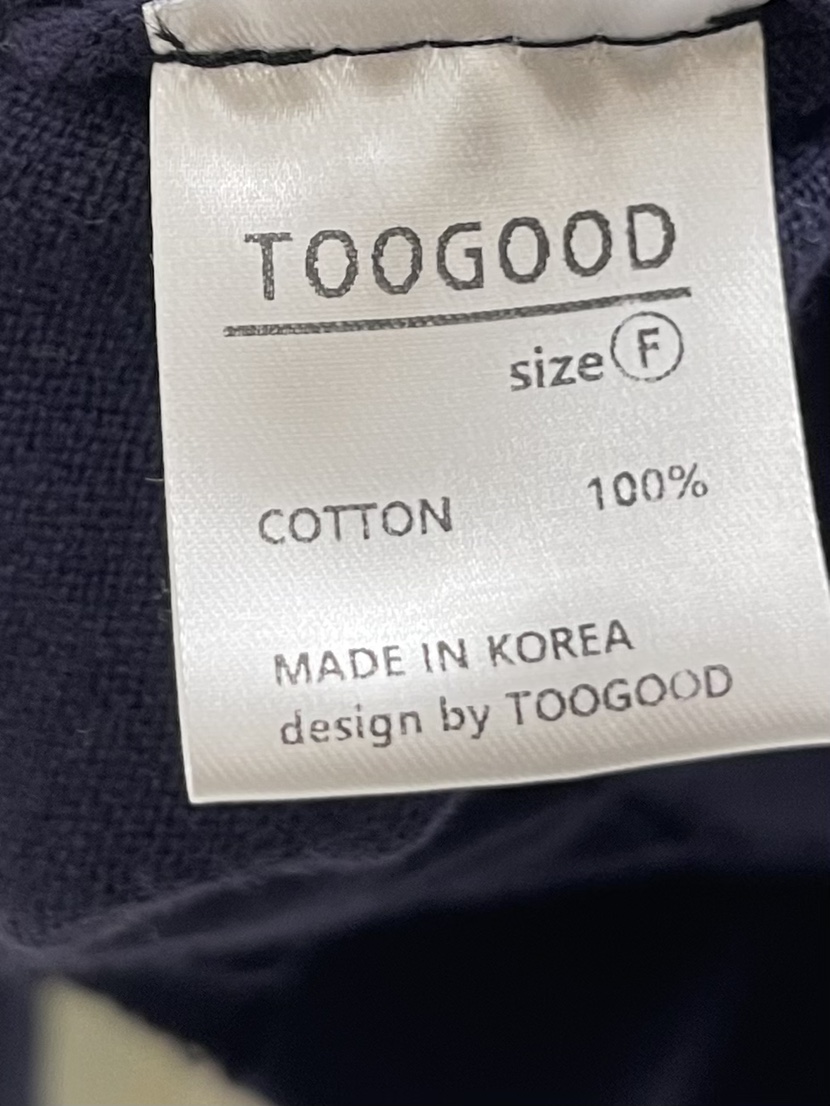 TOOGOOD
size F
COTTON 100%
MADE IN KOREA
design by TOOGOOD